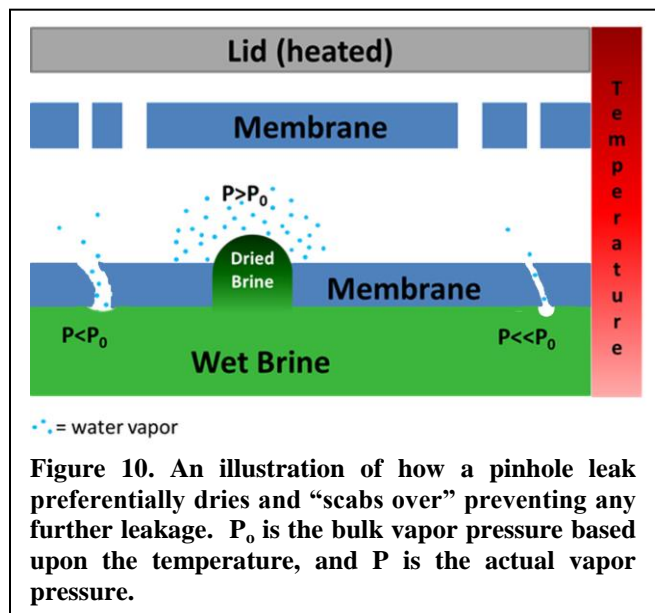 Lid (heated)
Membrane
P>P₀
Dried
Brine
Membrane
P<P₀
P<<P₀
Wet Brine
Temperature
= water vapor
Figure 10. An illustration of how a pinhole leak
preferentially dries and “scabs over” preventing any
further leakage. Pₒ is the bulk vapor pressure based
upon the temperature, and P is the actual vapor
pressure.